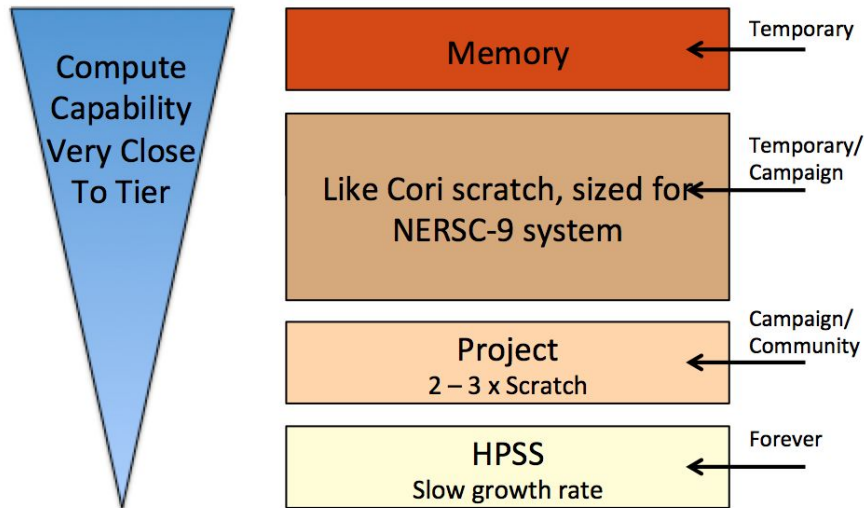 Compute
Capability
Very Close
To Tier
Memory
Temporary
Like Cori scratch, sized for
NERSC-9 system
Temporary/
Campaign
Project
2 – 3 x Scratch
Campaign/
Community
HPSS
Slow growth rate
Forever